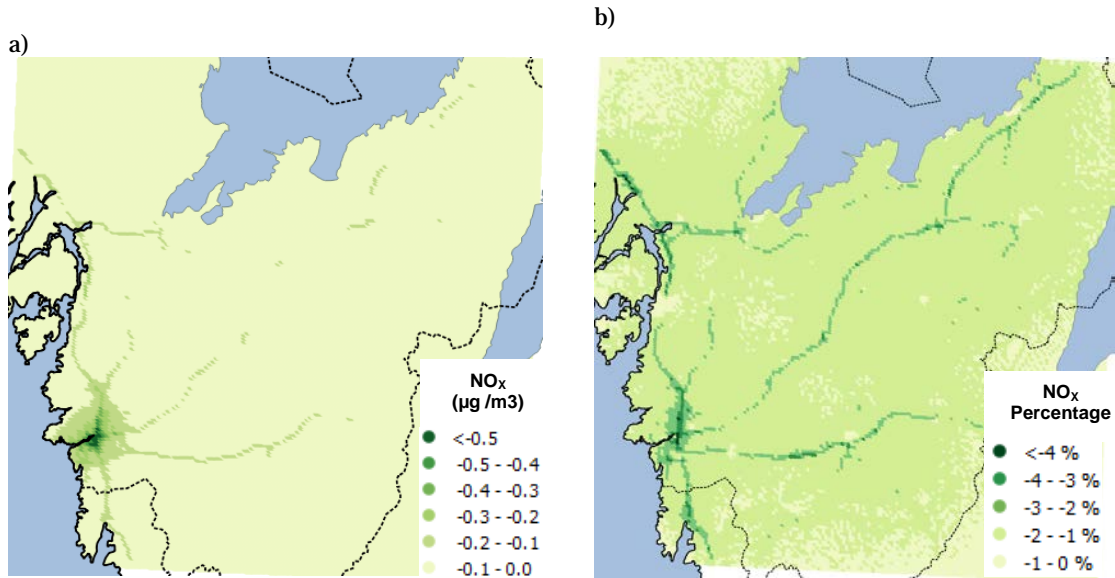 a)
b)
NOX
(µg /m3)
<-0.5
-0.5 - -0.4
-0.4 - -0.3
-0.3 - -0.2
-0.2 - -0.1
-0.1 - 0.0
NOX
Percentage
<-4 %
-4 - -3 %
-3 - -2 %
-2 - -1 %
-1 - 0 %